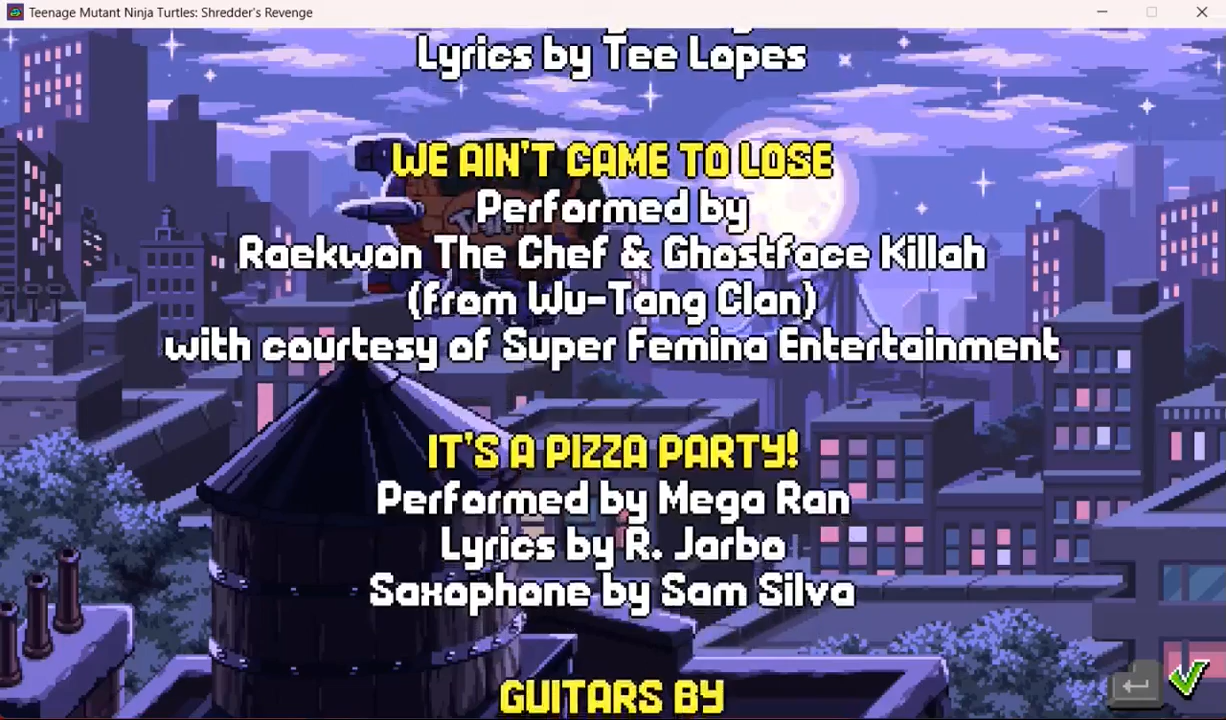 Teenage Mutant Ninja Turtles: Shredder's Revenge
Lyrics by Tee Lopes
WE AIN'T CAME TO LOSE
Performed by
Raekwon The Chef & Ghostface Killah
(from Wu-Tang Clan)
with courtesy of Super Femina Entertainment
IT'S A PIZZA PARTY!
Performed by Mega Ran
Lyrics by R. Jarbo
Saxophone by Sam Silva
GUITARS BY